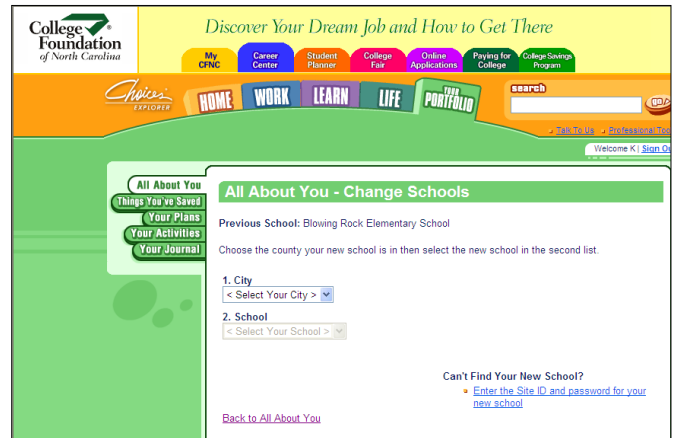 College
Foundation
of North Carolina
Discover Your Dream Job and How to Get There
My
CFNC
Career
Center
Student
Planner
College
Fair
Online
Applications
Paying for
College
College Savings
Program
Choices
EXPLORER
HOME
WORK
LEARN
LIFE
YOUR
PORTFOLIO
search
GO
Talk To Us
Professional Too
Welcome K | Sign Ou
All About You
Things You've Saved
Your Plans
Your Activities
Your Journal
All About You - Change Schools
Previous School: Blowing Rock Elementary School
Choose the county your new school is in then select the new school in the second list.
1. City
< Select Your City >
2. School
< Select Your School >
Can't Find Your New School?
Enter the Site ID and password for your
new school
Back to All About You